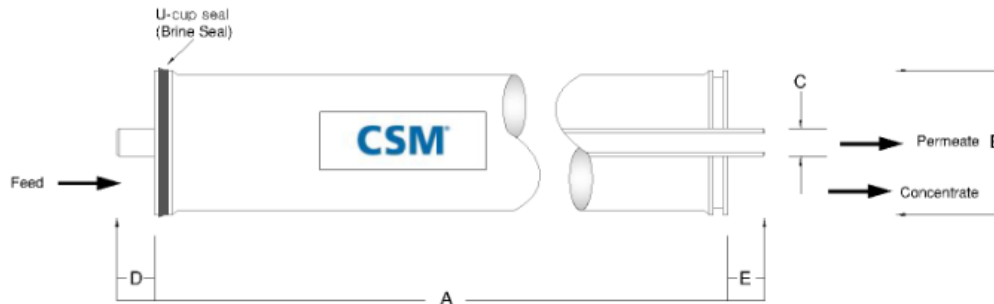 U-cup seal
(Brine Seal)
C
CSM
Permeate
Feed
Concentrate
D
A
E